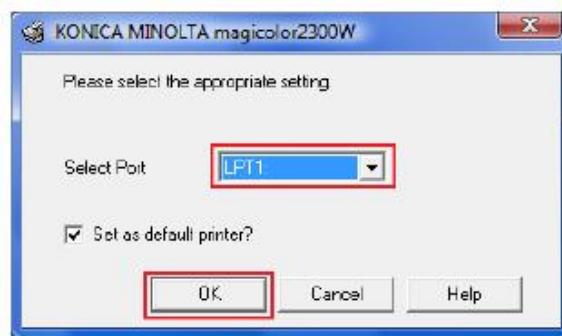 KONICA MINOLTA magicolor2300W
Please select the appropriate setting.
Select Port LPT1:
Set as default printer?
OK Cancel Help